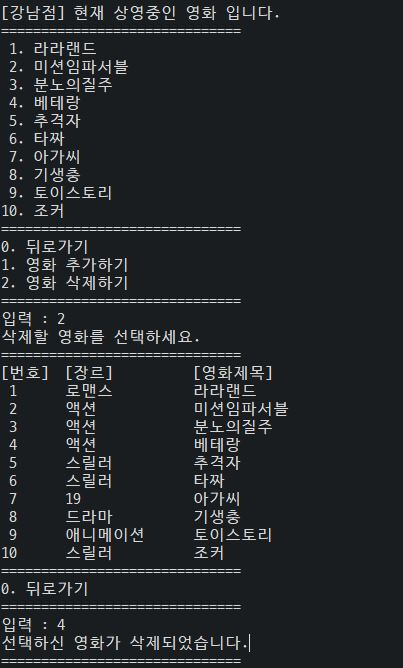 [강남점] 현재 상영중인 영화 입니다.
==============================
1. 라라랜드
2. 미션임파서블
3. 분노의질주
4. 베테랑
5. 추격자
6. 타짜
7. 아가씨
8. 기생충
9. 토이스토리
10. 조커
==============================
0. 뒤로가기
1. 영화 추가하기
2. 영화 삭제하기
==============================
입력 : 2
삭제할 영화를 선택하세요.
==============================
[번호] [장르] [영화제목]
1 로맨스 라라랜드
2 액션 미션임파서블
3 액션 분노의질주
4 액션 베테랑
5 스릴러 추격자
6 스릴러 타짜
7 19 아가씨
8 드라마 기생충
9 애니메이션 토이스토리
10 스릴러 조커
==============================
0. 뒤로가기
==============================
입력 : 4
선택하신 영화가 삭제되었습니다.
==============================